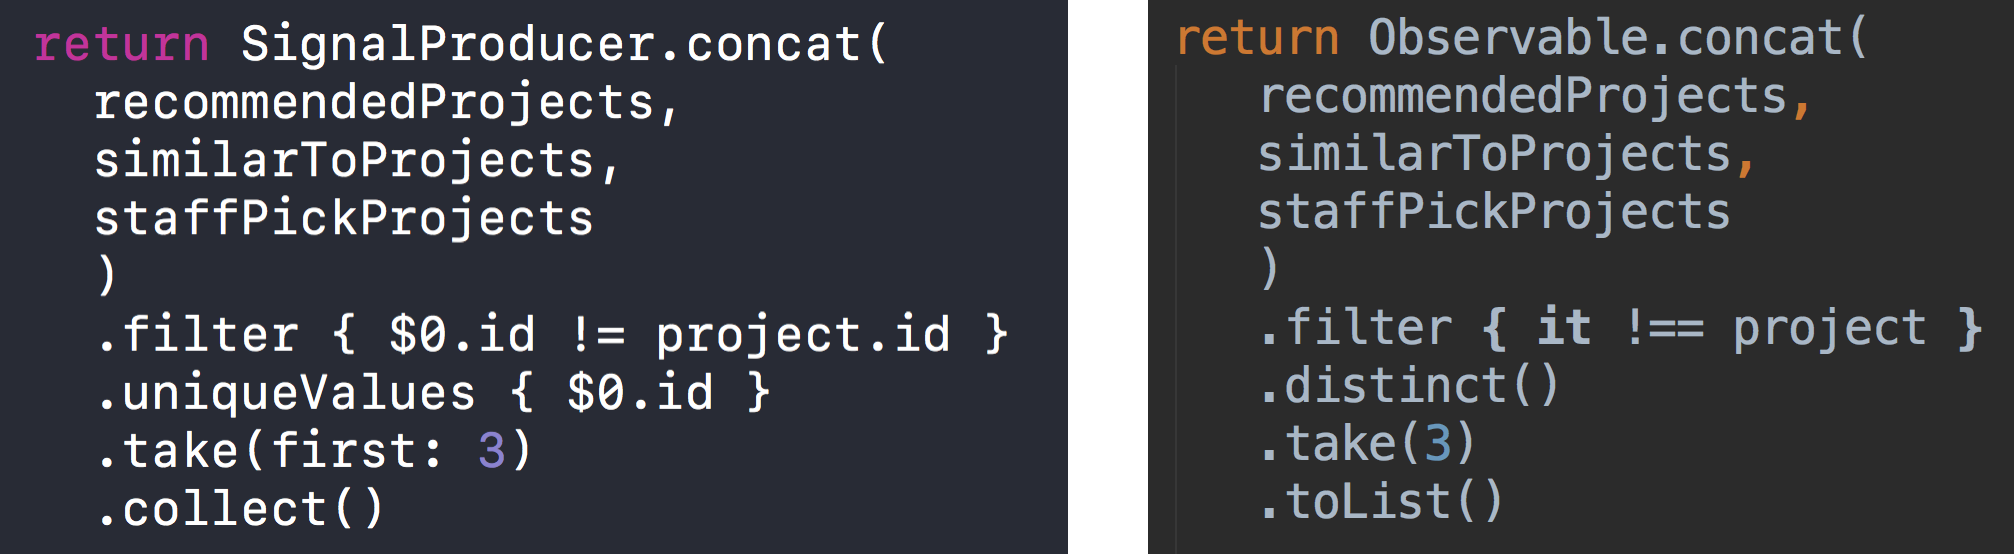 return SignalProducer.concat(
recommendedProjects,
similarToProjects,
staffPickProjects
)
.filter { $0.id != project.id }
.uniqueValues { $0.id }
.take(first: 3)
.collect()
return Observable.concat(
recommendedProjects,
similarToProjects,
staffPickProjects
)
.filter { it !== project }
.distinct()
.take(3)
.toList()